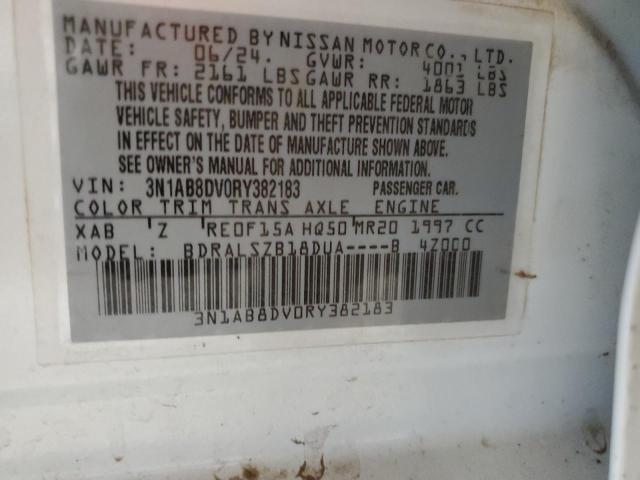 MANUFACTURED BY NISSAN MOTOR CO., LTD.
DATE: 06/24. GVWR: 4001 LBS
GAWR FR: 2161 LBS GAWR RR: 1863 LBS
THIS VEHICLE CONFORMS TO ALL APPLICABLE FEDERAL MOTOR
VEHICLE SAFETY, BUMPER AND THEFT PREVENTION STANDARDS
IN EFFECT ON THE DATE OF MANUFACTURE SHOWN ABOVE.
SEE OWNER'S MANUAL FOR ADDITIONAL INFORMATION.
VIN: 3N1AB8DV0RY382183 PASSENGER CAR.
COLOR TRIM TRANS AXLE ENGINE
XAB Z RE0F15A HQ50 MR20 1997 CC
MODEL: BDRALSZB18DUA----B 4Z0C0
3N1AB8DV0RY382183